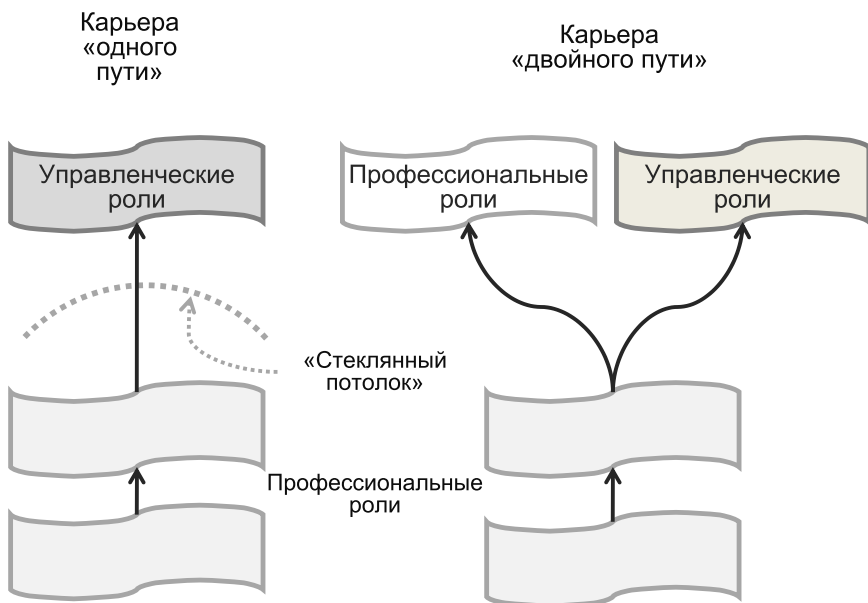 Карьера
«одного
пути»
Карьера
«двойного пути»
Управленческие
роли
Профессиональные
роли
Управленческие
роли
«Стеклянный
потолок»
Профессиональные
роли